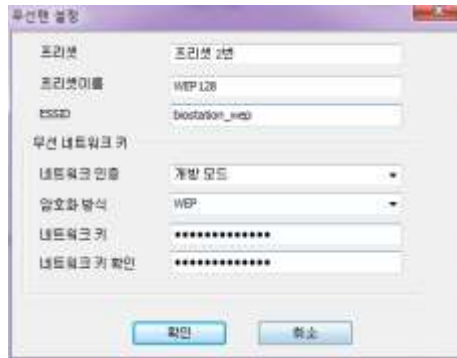 무선랜 설정
프리셋 프리셋 2번
프리셋이름 WEP128
ESSID biostation_wep
무선 네트워크 키
네트워크 인증 개방 모드
암호화 방식 WEP
네트워크 키 •••••••••••••
네트워크 키 확인 •••••••••••••
확인 취소